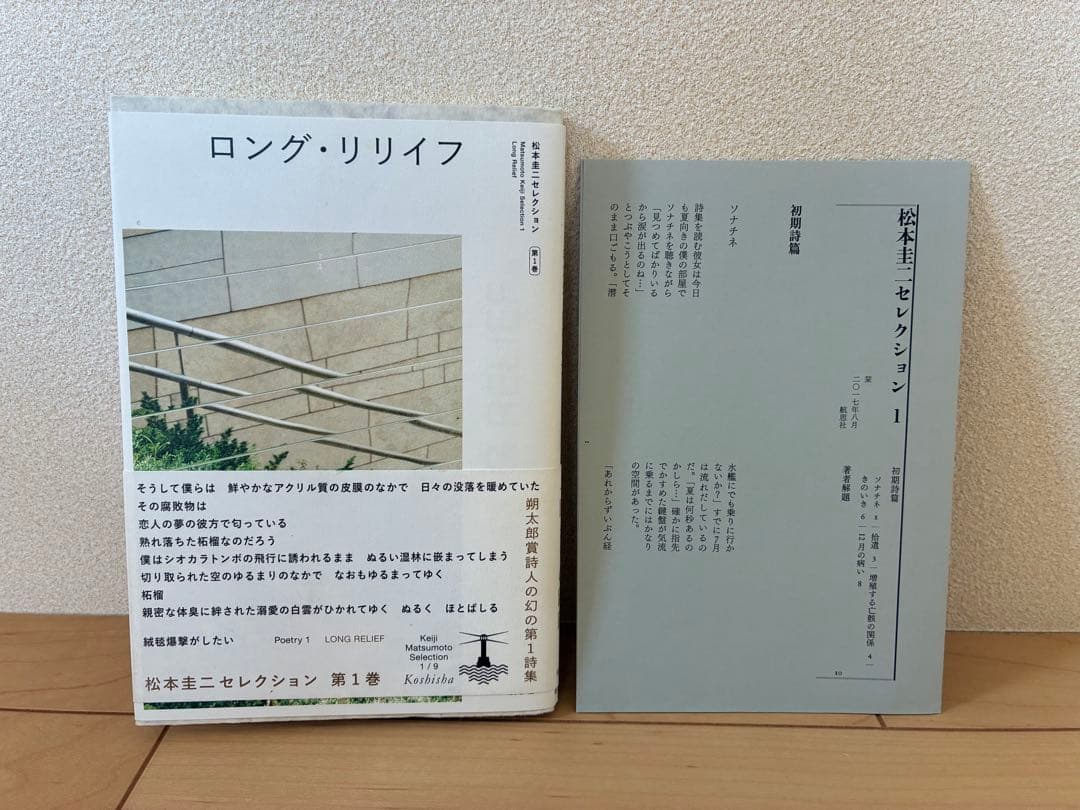 ロング・リリイフ
松本圭二セレクション 第1巻
Matsumoto Keiji Selection 1
Long Relief
そうして僕らは 鮮やかなアクリル質の皮膜のなかで 日々の没落を暖めていた
その腐敗物は
恋人の夢の彼方で匂っている
熟れ落ちた柘榴なのだろう
僕はシオカラトンボの飛行に誘われるまま ぬるい湿林に嵌まってしまう
切り取られた空のゆるまりのなかで なおもゆるまってゆく
柘榴
親密な体臭に絆された溺愛の白雲がひかれてゆく ぬるく ほとばしる
絨毯爆撃がしたい
Poetry 1 LONG RELIEF
Keiji
Matsumoto
Selection
1 / 9
Koshisha
松本圭二セレクション 第1巻
朔太郎賞詩人の幻の第1詩集
松本圭二セレクション 1
栞
二〇一七年八月
航思社
初期詩篇
ソナチネ 1 │ 拾遺 3 │ 増殖する亡骸の関係 4 │
きのいき 6 │ 12月の病い 8
著者解題
10
初期詩篇
ソナチネ
詩集を読む彼女は今日
も夏向きの僕の部屋で
ソナチネを聴きながら
「見つめてばかりいる
から涙が出るのね…」
とつぶやこうとしてそ
のまま口ごもる。「潜
水艦にでも乗りに行か
ないか?」すでに7月
は流れだしているの
だ。「夏は何秒あるの
かしら…」確かに指先
でかすめた鍵盤が気流
に乗るまでにはかなり
の空間があった。
「あれからずいぶん経